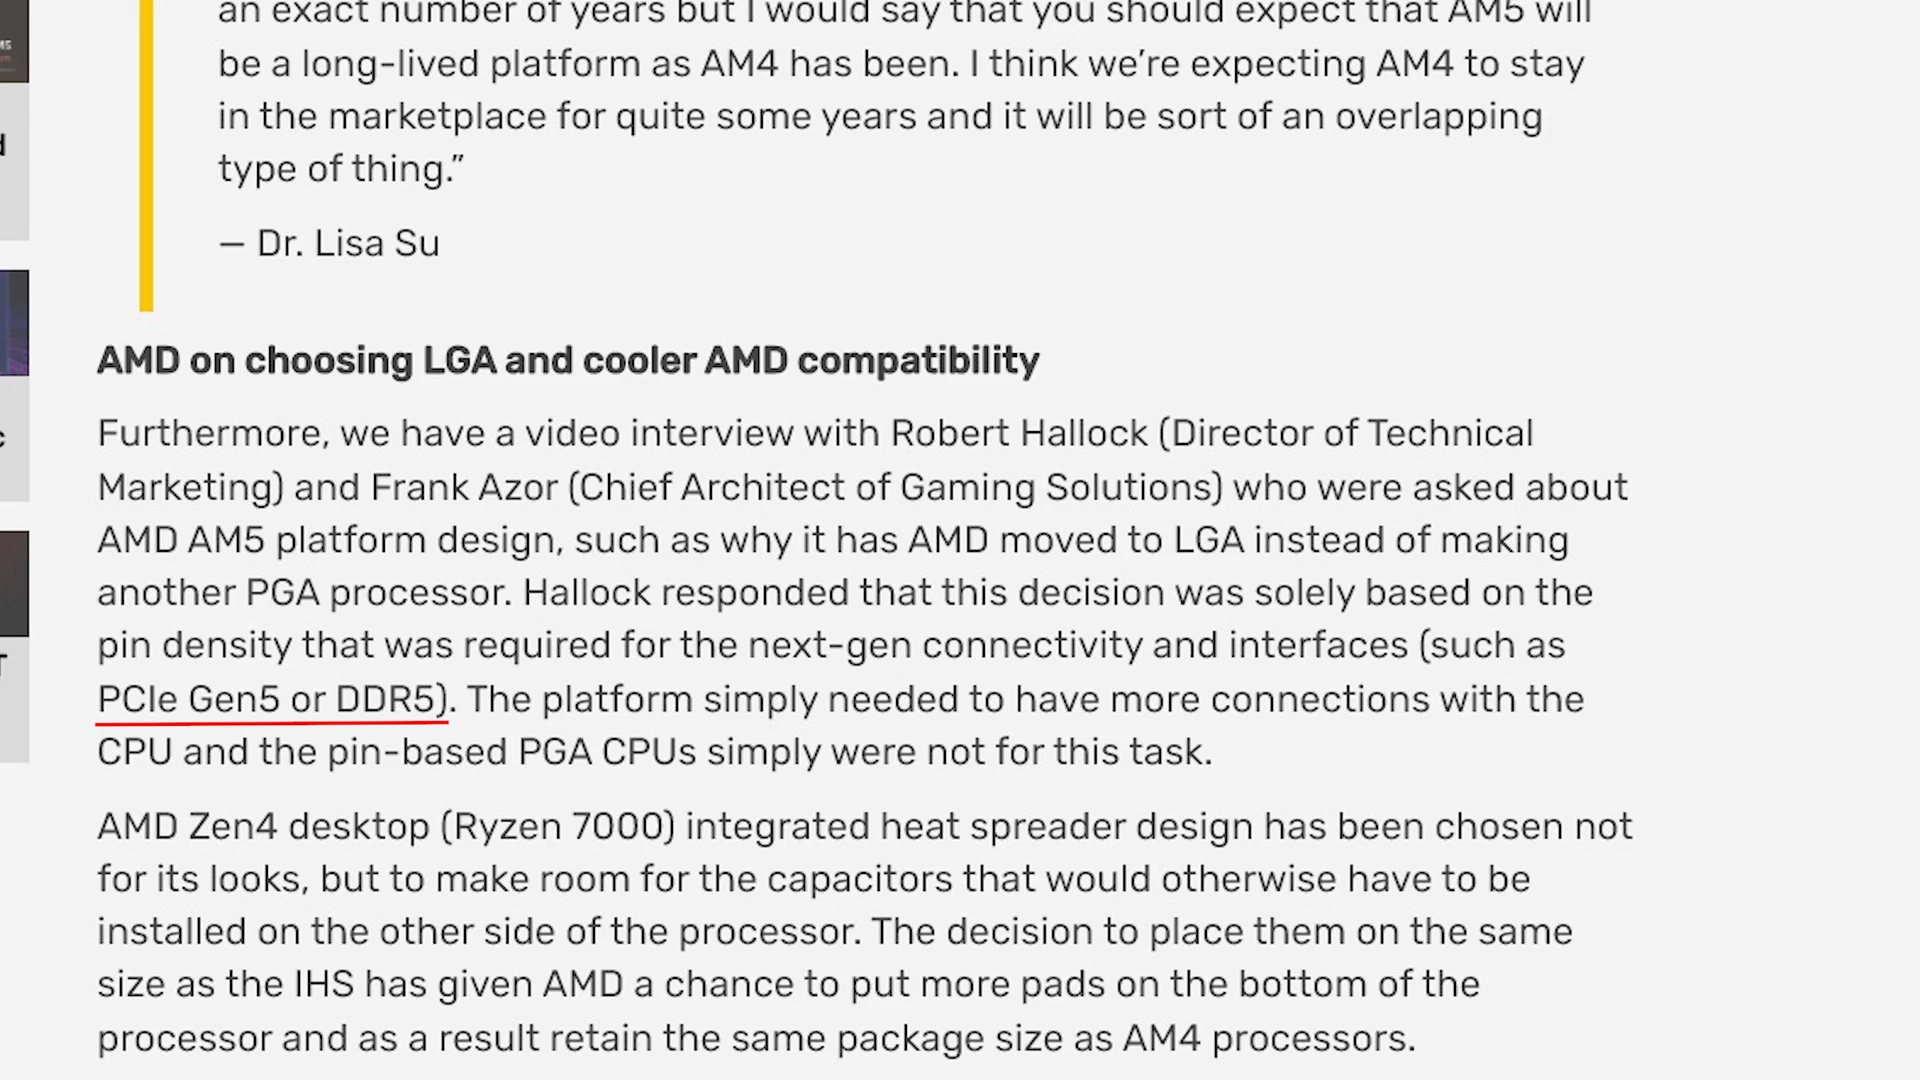 an exact number of years but I would say that you should expect that AM5 will
be a long-lived platform as AM4 has been. I think we’re expecting AM4 to stay
in the marketplace for quite some years and it will be sort of an overlapping
type of thing.”
— Dr. Lisa Su
AMD on choosing LGA and cooler AMD compatibility
Furthermore, we have a video interview with Robert Hallock (Director of Technical
Marketing) and Frank Azor (Chief Architect of Gaming Solutions) who were asked about
AMD AM5 platform design, such as why it has AMD moved to LGA instead of making
another PGA processor. Hallock responded that this decision was solely based on the
pin density that was required for the next-gen connectivity and interfaces (such as
PCIe Gen5 or DDR5). The platform simply needed to have more connections with the
CPU and the pin-based PGA CPUs simply were not for this task.
AMD Zen4 desktop (Ryzen 7000) integrated heat spreader design has been chosen not
for its looks, but to make room for the capacitors that would otherwise have to be
installed on the other side of the processor. The decision to place them on the same
size as the IHS has given AMD a chance to put more pads on the bottom of the
processor and as a result retain the same package size as AM4 processors.